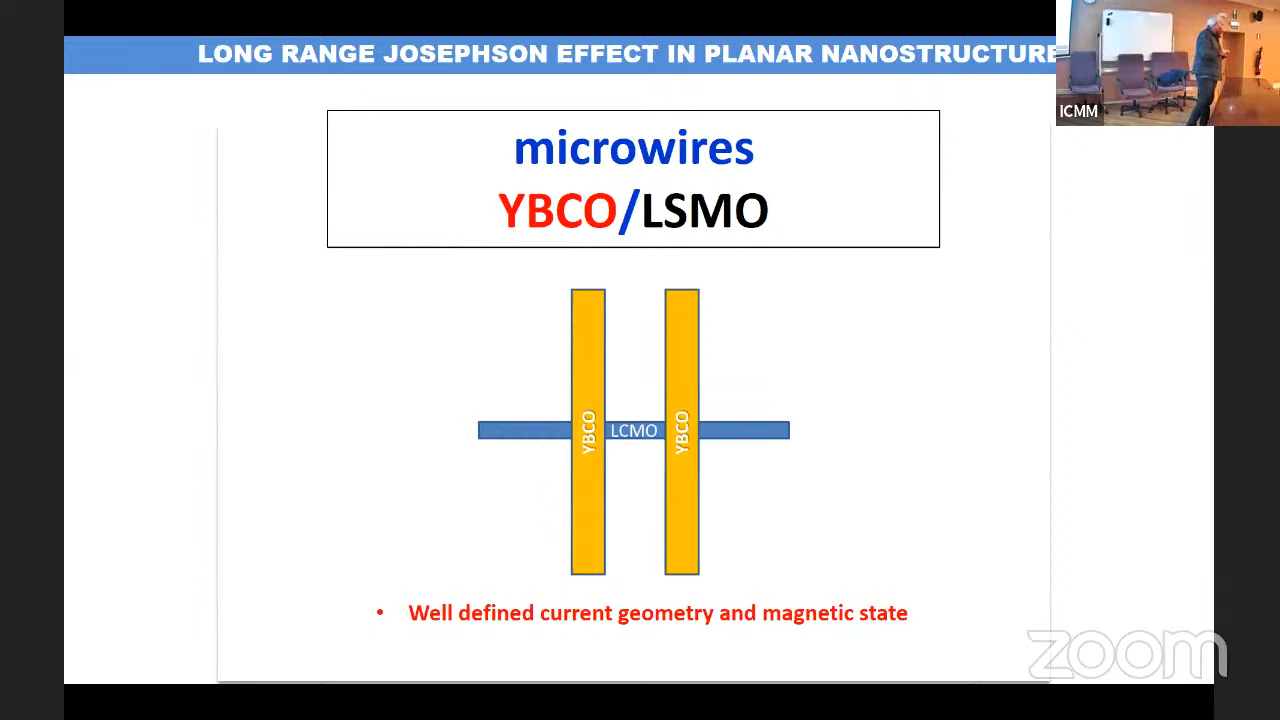 LONG RANGE JOSEPHSON EFFECT IN PLANAR NANOSTRUCTURE
ICMM
microwires
YBCO/LSMO
YBCO
LCMO
YBCO
• Well defined current geometry and magnetic state
zoom